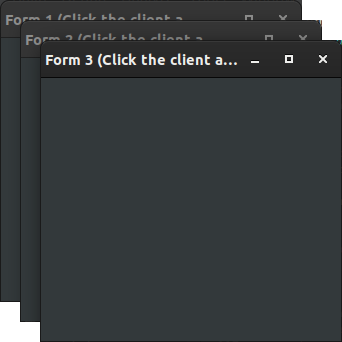 Form 1 (Click the client a
Form 2 (Click the client a
Form 3 (Click the client a...